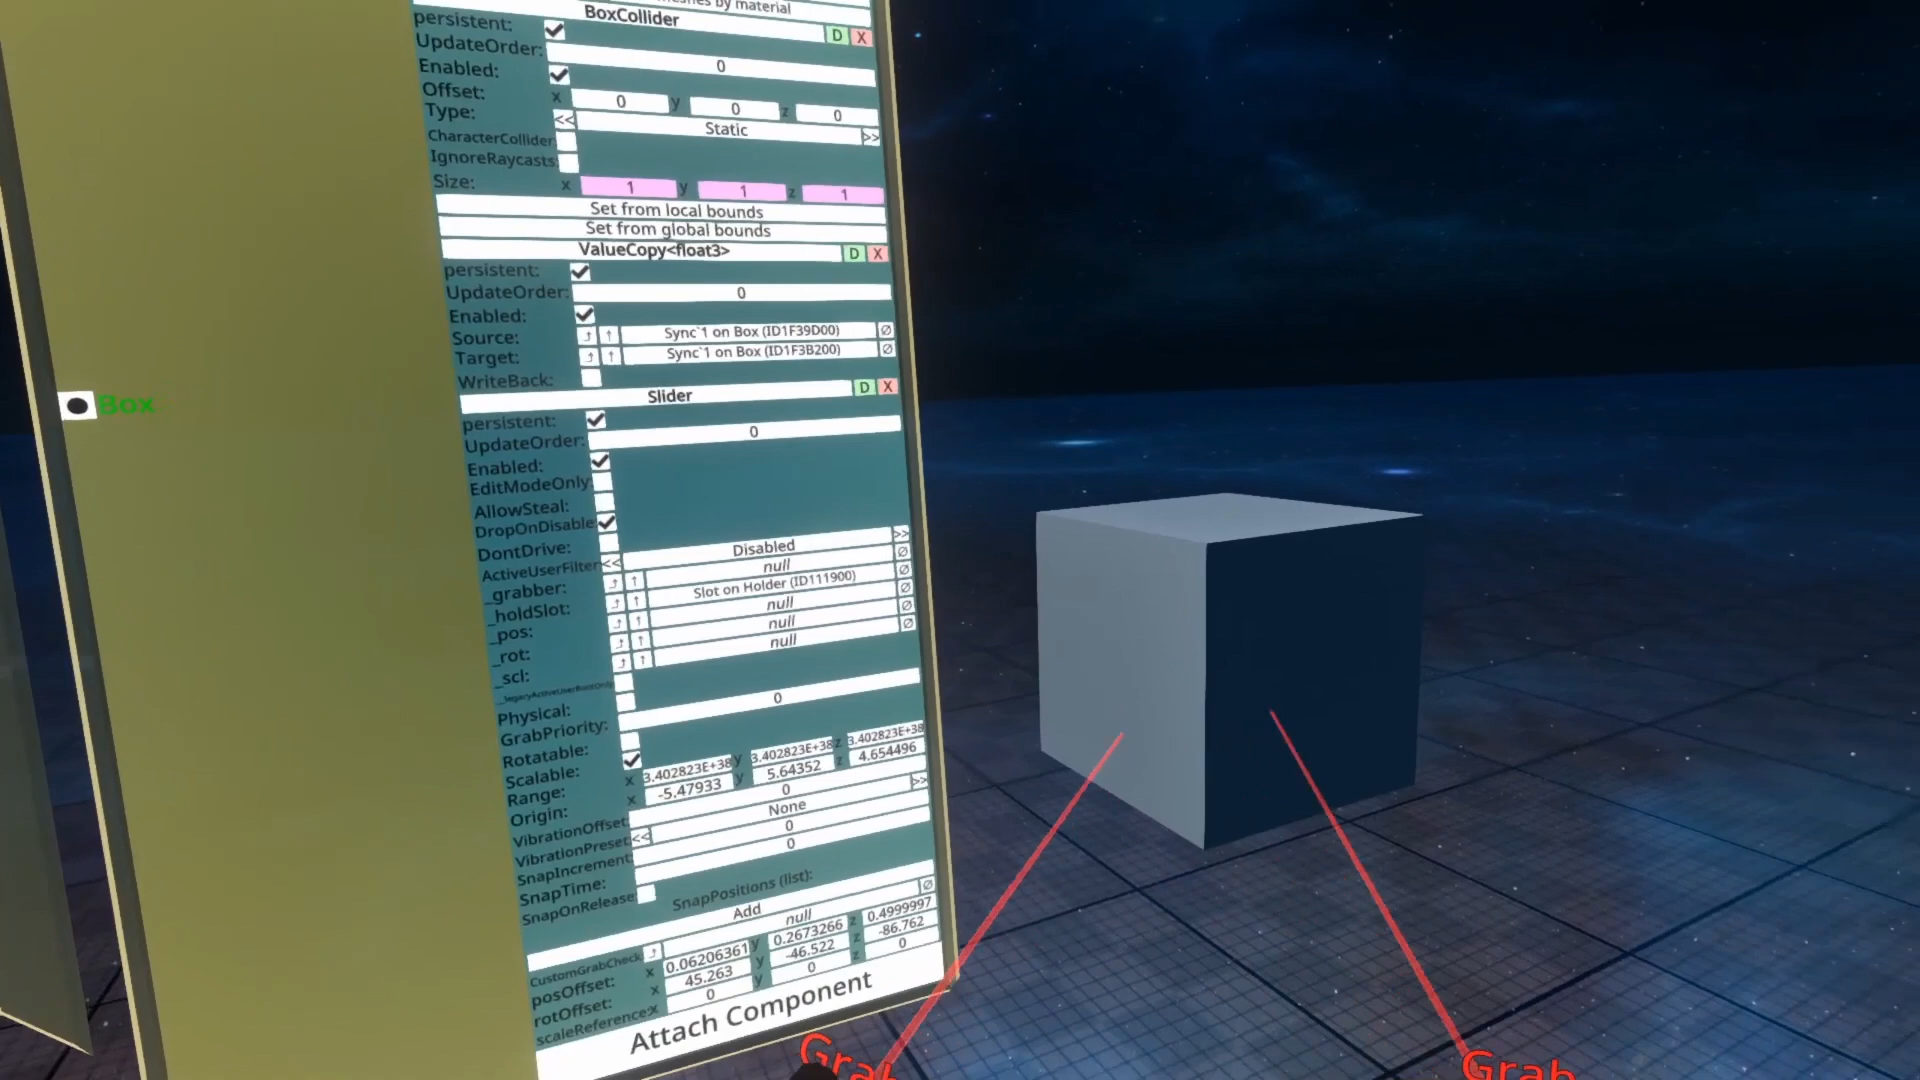 meshes by material
BoxCollider D X
persistent:
UpdateOrder: 0
Enabled:
Offset: x 0 y 0 z 0
Type: << Static >>
CharacterCollider
IgnoreRaycasts
Size: x 1 y 1 z 1
Set from local bounds
Set from global bounds
ValueCopy<float3> D X
persistent:
UpdateOrder: 0
Enabled:
Source: Sync`1 on Box (ID1F39D00)
Target: Sync`1 on Box (ID1F3B200)
WriteBack:
Box
Slider D X
persistent:
UpdateOrder: 0
Enabled:
EditModeOnly
AllowSteal:
DropOnDisable
DontDrive:
ActiveUserFilter << Disabled >>
_grabber: null
_holdSlot: Slot on Holder (ID111900)
_pos: null
_rot: null
_scl: null
_legacyActiveUserRootOnly
Physical:
GrabPriority: 0
Rotatable:
Scalable:
Range: x 3.402823E+38 y 3.402823E+38 z 3.402823E+38
Origin: x -5.47933 y 5.64352 z 4.654496
VibrationOffset: 0
VibrationPreset << None >>
SnapIncrement 0
SnapTime: 0
SnapOnRelease
SnapPositions (list):
Add
CustomGrabCheck null
posOffset: x 0.06206361 y 0.2673266 z 0.4999997
rotOffset: x 45.263 y -46.522 z -86.762
scaleReference: x 0 y 0 z 0
Attach Component
Grab
Grab